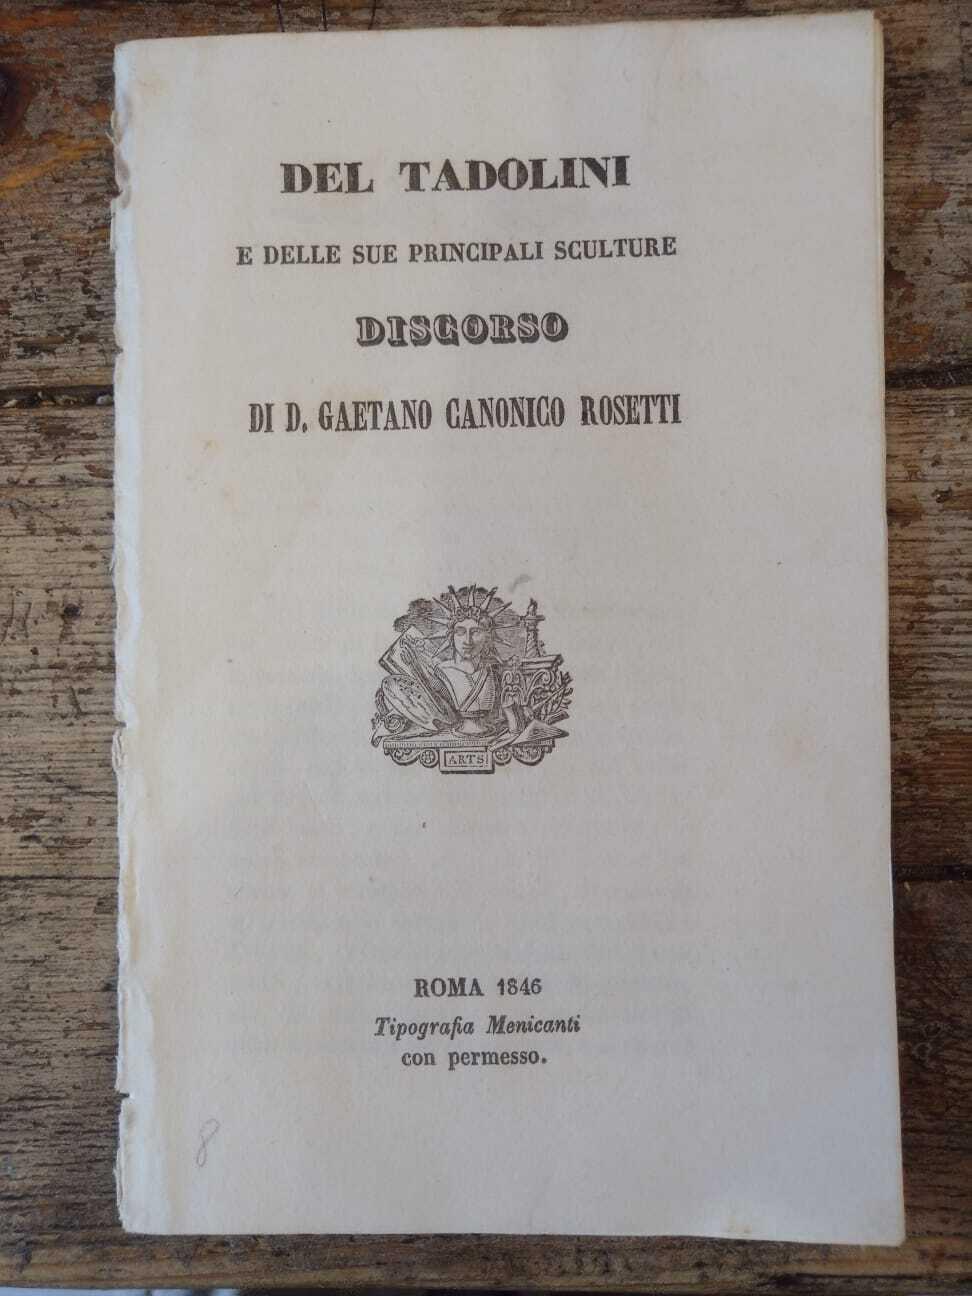 DEL TADOLINI
E DELLE SUE PRINCIPALI SCULTURE
DISCORSO
DI D. GAETANO CANONICO ROSETTI
ARTS
ROMA 1846
Tipografia Menicanti
con permesso.
8